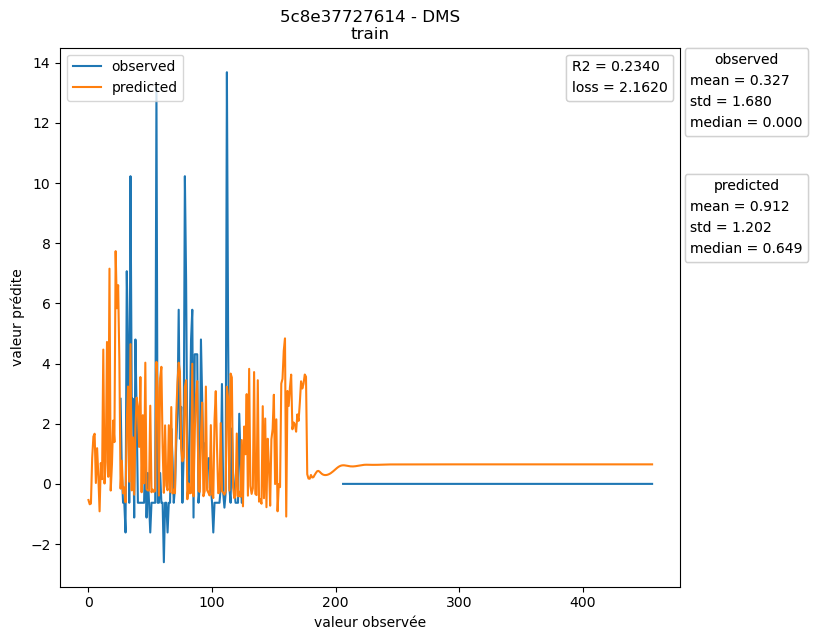 5c8e37727614 - DMS
train
observed
predicted
R2 = 0.2340
loss = 2.1620
observed
mean = 0.327
std = 1.680
median = 0.000
predicted
mean = 0.912
std = 1.202
median = 0.649
valeur prédite
14
12
10
8
6
4
2
0
−2
0
100
200
300
400
valeur observée